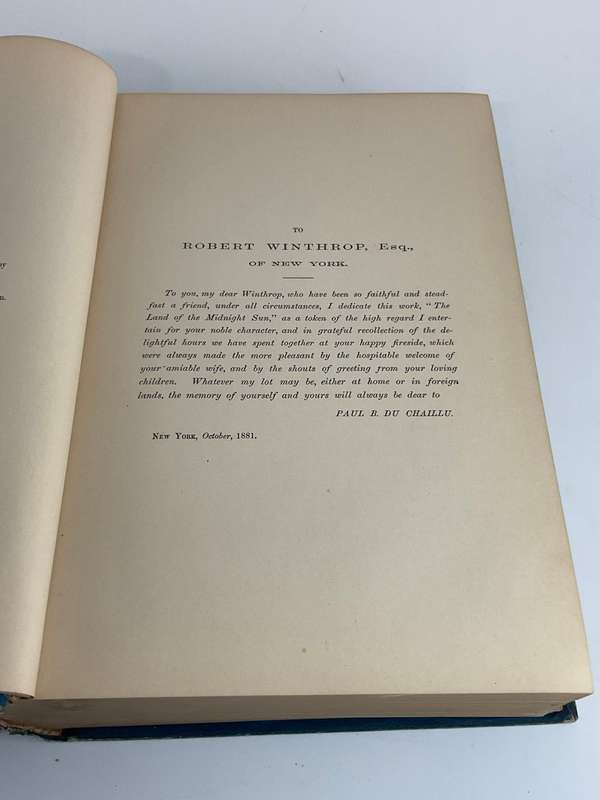 TO
ROBERT WINTHROP, Esq.,
OF NEW YORK.
To you, my dear Winthrop, who have been so faithful and stead-
fast a friend, under all circumstances, I dedicate this work, "The
Land of the Midnight Sun," as a token of the high regard I enter-
tain for your noble character, and in grateful recollection of the de-
lightful hours we have spent together at your happy fireside, which
were always made the more pleasant by the hospitable welcome of
your amiable wife, and by the shouts of greeting from your loving
children. Whatever my lot may be, either at home or in foreign
lands, the memory of yourself and yours will always be dear to
PAUL B. DU CHAILLU.
New York, October, 1881.